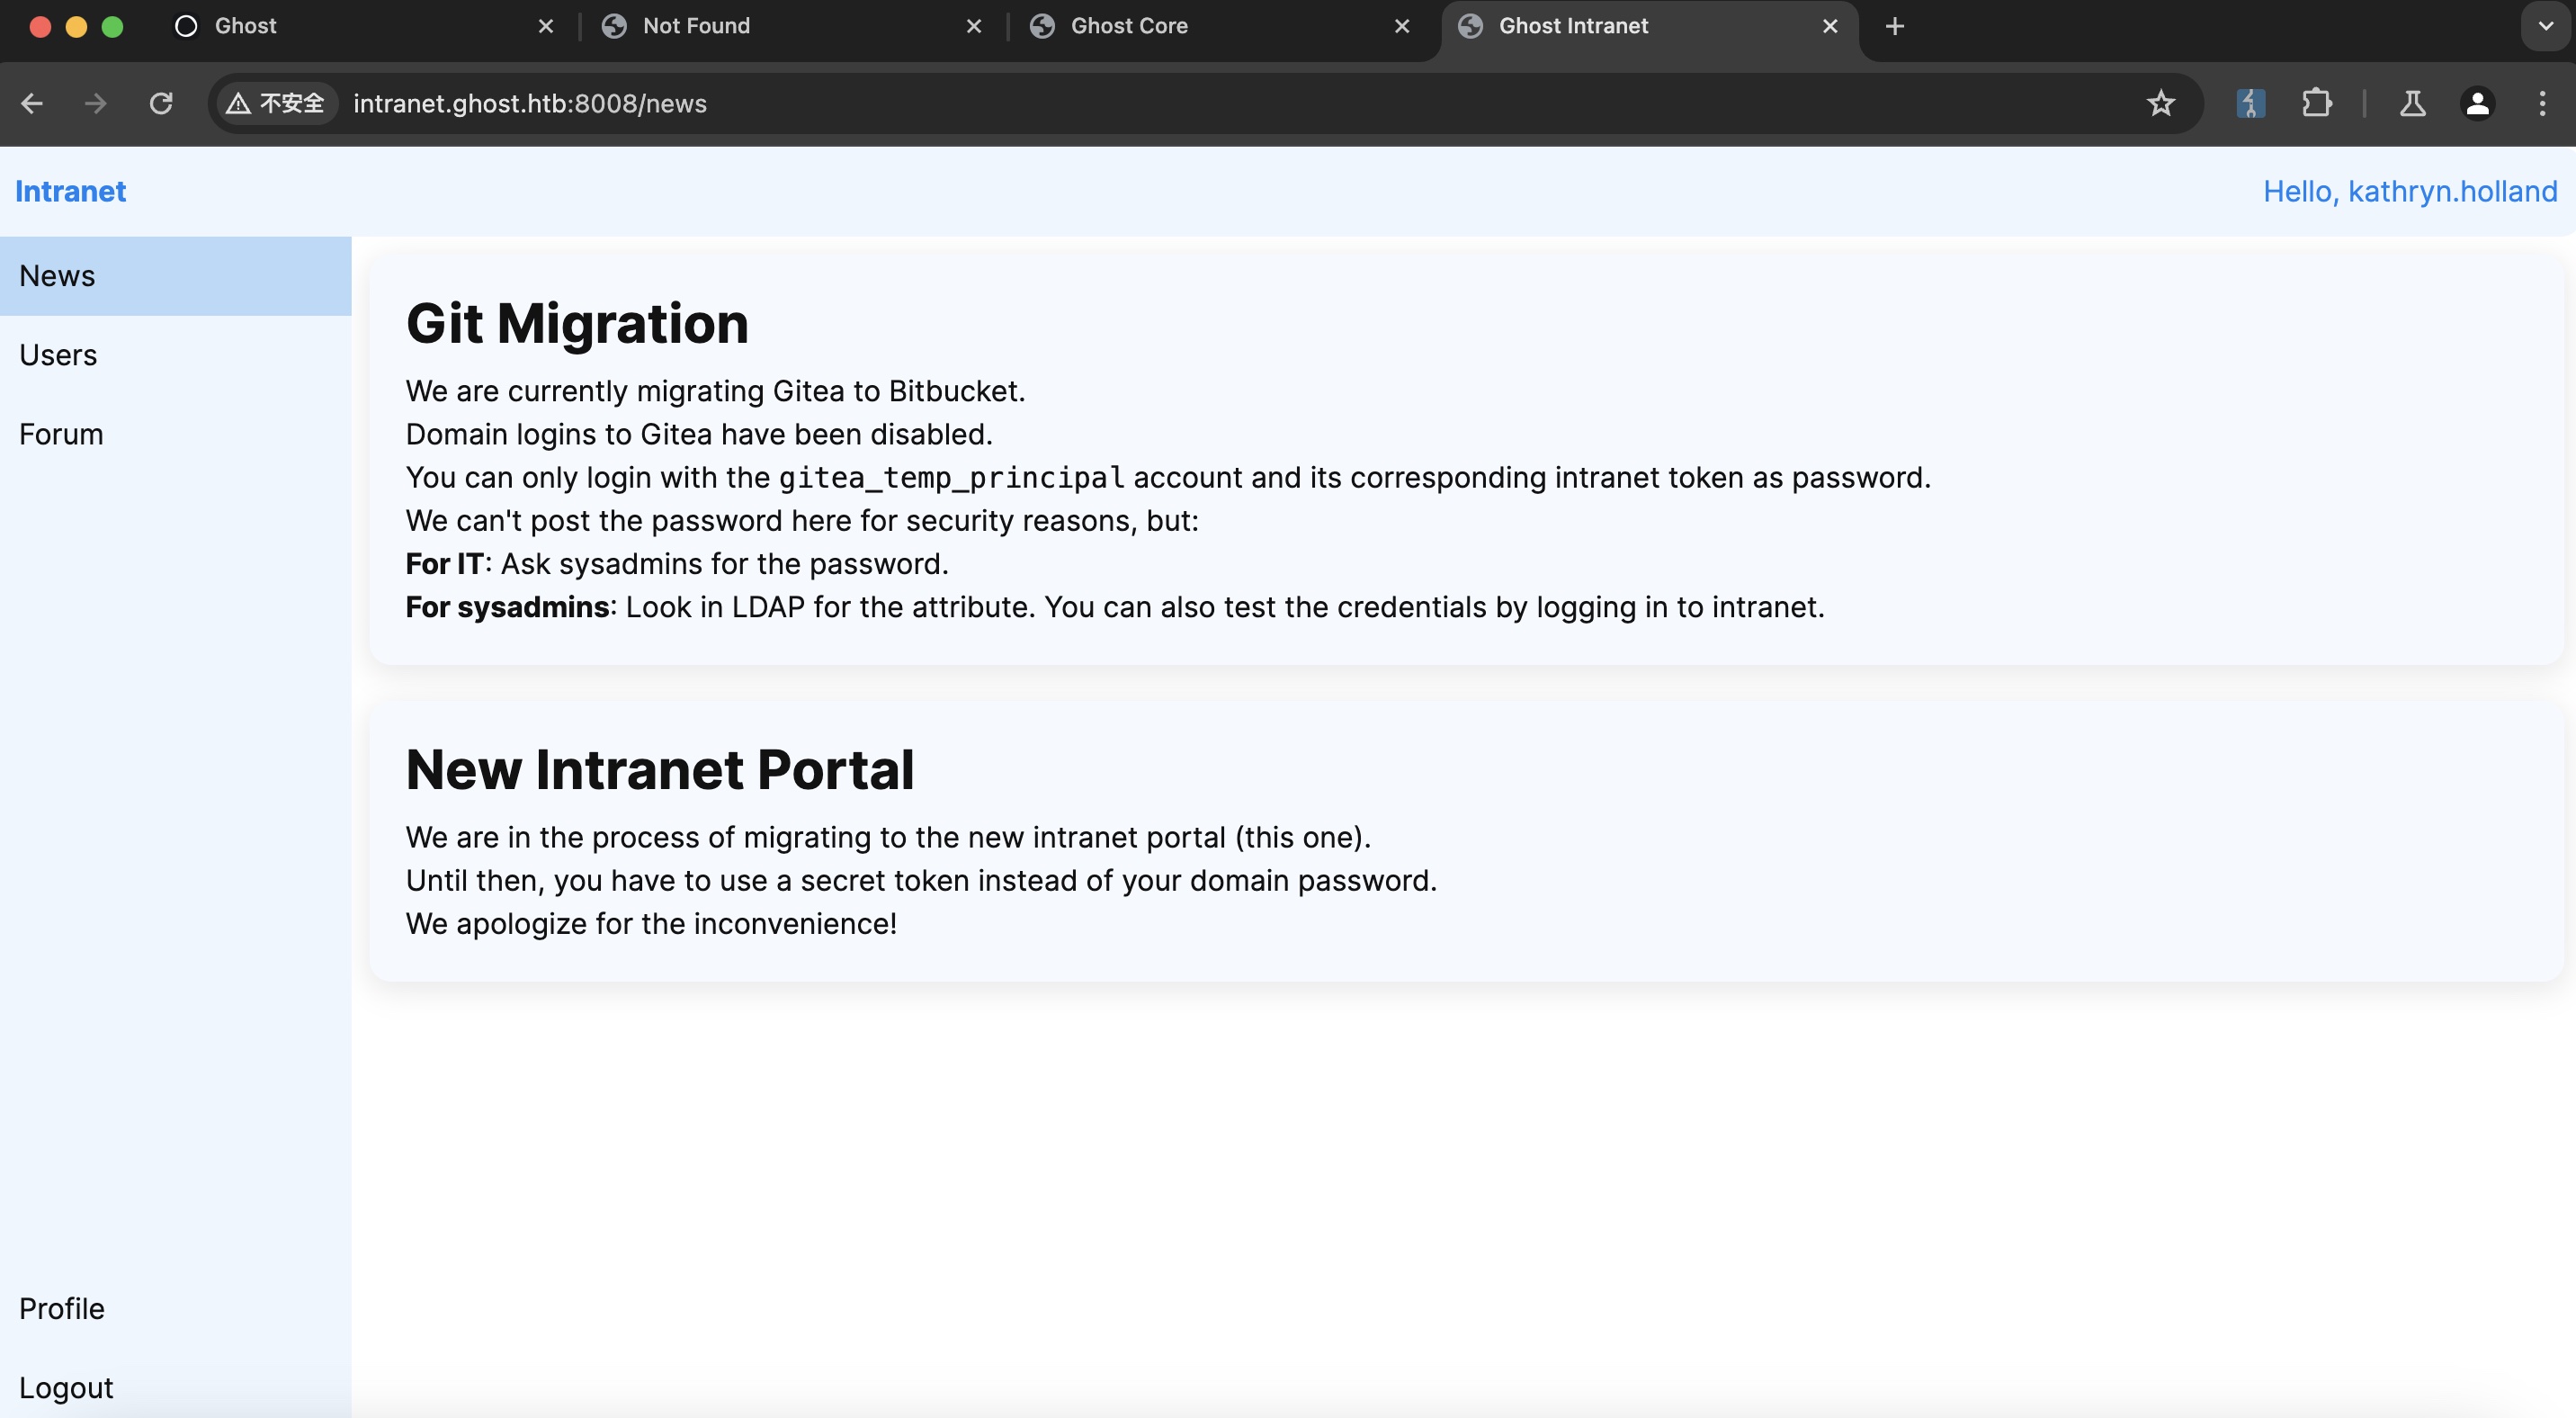 Ghost
Not Found
Ghost Core
Ghost Intranet
不安全
intranet.ghost.htb:8008/news
Intranet
Hello, kathryn.holland
News
Users
Forum
Git Migration
We are currently migrating Gitea to Bitbucket.
Domain logins to Gitea have been disabled.
You can only login with the gitea_temp_principal account and its corresponding intranet token as password.
We can't post the password here for security reasons, but:
For IT: Ask sysadmins for the password.
For sysadmins: Look in LDAP for the attribute. You can also test the credentials by logging in to intranet.
New Intranet Portal
We are in the process of migrating to the new intranet portal (this one).
Until then, you have to use a secret token instead of your domain password.
We apologize for the inconvenience!
Profile
Logout